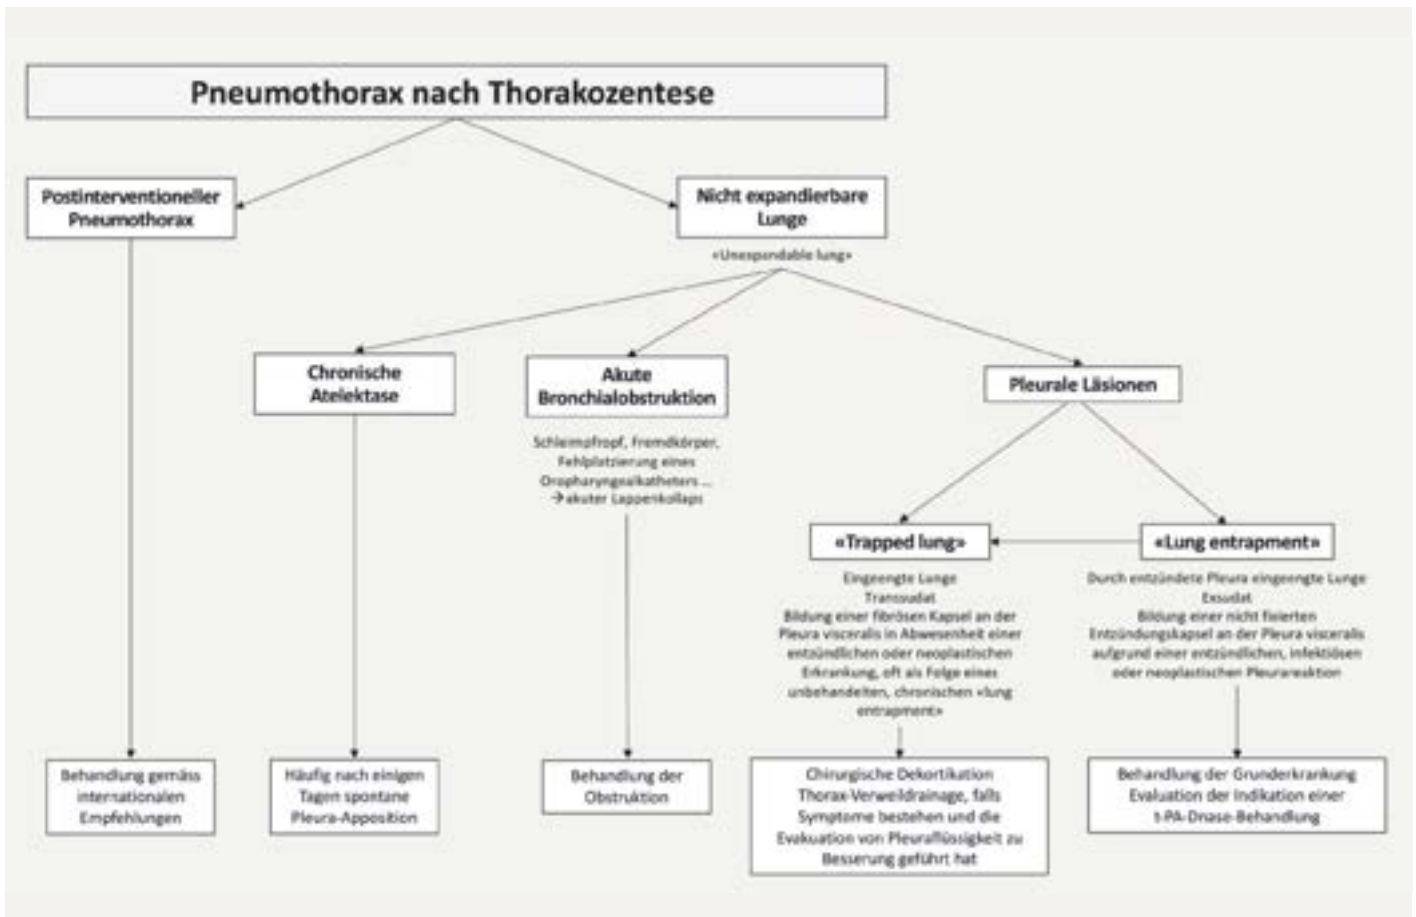 Pneumothorax nach Thorakozentese
Postinterventioneller
Pneumothorax
Nicht expandierbare
Lunge
«Unexpandable lung»
Chronische
Atelektase
Akute
Bronchialobstruktion
Schleimpfropf, Fremdkörper,
Fehlplatzierung eines
Oropharyngealkatheters ...
→ akuter Lappenkollaps
Pleurale Läsionen
«Trapped lung»
Eingeengte Lunge
Transsudat
Bildung einer fibrösen Kapsel an der
Pleura visceralis in Abwesenheit einer
entzündlichen oder neoplastischen
Erkrankung, oft als Folge eines
unbehandelten, chronischen «lung
entrapment»
«Lung entrapment»
Durch entzündete Pleura eingeengte Lunge
Exsudat
Bildung einer nicht fixierten
Entzündungskapsel an der Pleura visceralis
aufgrund einer entzündlichen, infektiösen
oder neoplastischen Pleurareaktion
Behandlung gemäss
internationalen
Empfehlungen
Häufig nach einigen
Tagen spontane
Pleura-Apposition
Behandlung der
Obstruktion
Chirurgische Dekortikation
Thorax-Verweildrainage, falls
Symptome bestehen und die
Evakuation von Pleuraflüssigkeit zu
Besserung geführt hat
Behandlung der Grunderkrankung
Evaluation der Indikation einer
t-PA-Dnase-Behandlung